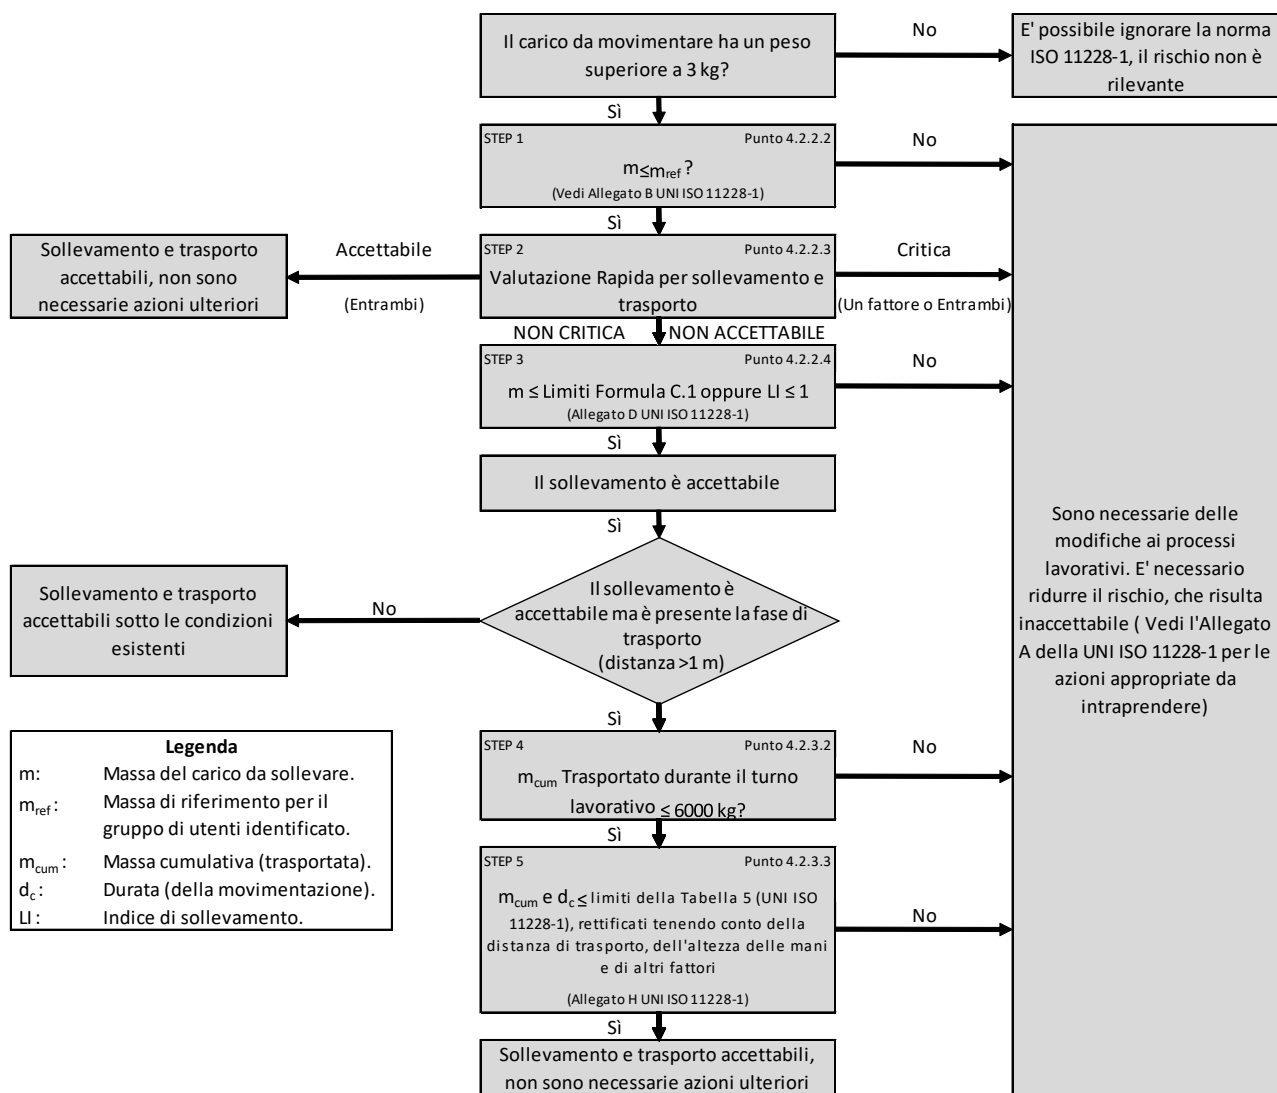 Il carico da movimentare ha un peso
superiore a 3 kg?
No
E' possibile ignorare la norma
ISO 11228-1, il rischio non è
rilevante
Sì
STEP 1
Punto 4.2.2.2
m≤mref ?
(Vedi Allegato B UNI ISO 11228-1)
No
Sì
Sollevamento e trasporto
accettabili, non sono
necessarie azioni ulteriori
Accettabile
(Entrambi)
STEP 2
Punto 4.2.2.3
Valutazione Rapida per sollevamento e
trasporto
Critica
(Un fattore o Entrambi)
NON CRITICA
NON ACCETTABILE
STEP 3
Punto 4.2.2.4
m ≤ Limiti Formula C.1 oppure LI ≤ 1
(Allegato D UNI ISO 11228-1)
No
Sì
Il sollevamento è accettabile
Sì
Il sollevamento è
accettabile ma è presente la fase di
trasporto
(distanza >1 m)
No
Sollevamento e trasporto
accettabili sotto le condizioni
esistenti
Sono necessarie delle
modifiche ai processi
lavorativi. E' necessario
ridurre il rischio, che risulta
inaccettabile ( Vedi l'Allegato
A della UNI ISO 11228-1 per le
azioni appropriate da
intraprendere)
Sì
STEP 4
Punto 4.2.3.2
mcum Trasportato durante il turno
lavorativo ≤ 6000 kg?
No
Sì
STEP 5
Punto 4.2.3.3
mcum e dc ≤ limiti della Tabella 5 (UNI ISO
11228-1), rettificati tenendo conto della
distanza di trasporto, dell'altezza delle mani
e di altri fattori
(Allegato H UNI ISO 11228-1)
No
Sì
Sollevamento e trasporto accettabili,
non sono necessarie azioni ulteriori
Legenda
m: Massa del carico da sollevare.
mref : Massa di riferimento per il
gruppo di utenti identificato.
mcum : Massa cumulativa (trasportata).
dc : Durata (della movimentazione).
LI : Indice di sollevamento.